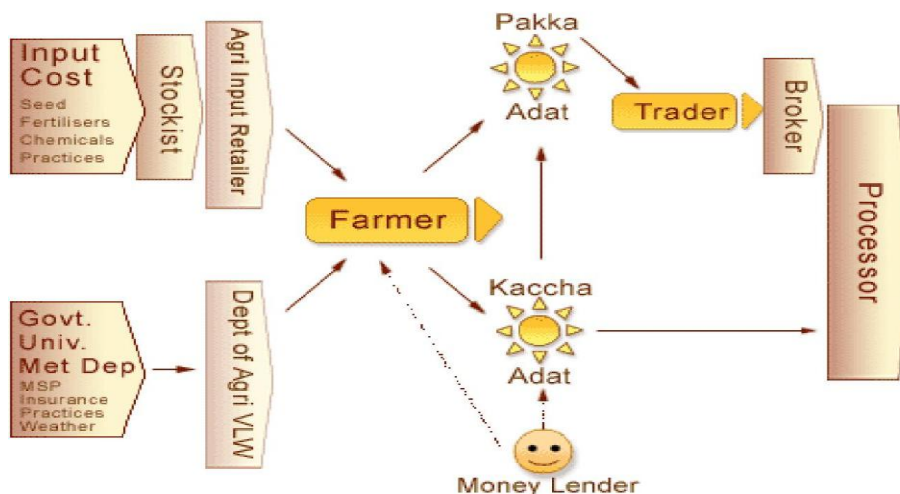 Input
Cost
Seed
Fertilisers
Chemicals
Practices
Stockist
Agri Input Retailer
Pakka
Adat
Trader
Broker
Processor
Farmer
Govt.
Univ.
Met Dep
MSP
Insurance
Practices
Weather
Dept of Agri VLW
Kaccha
Adat
Money Lender